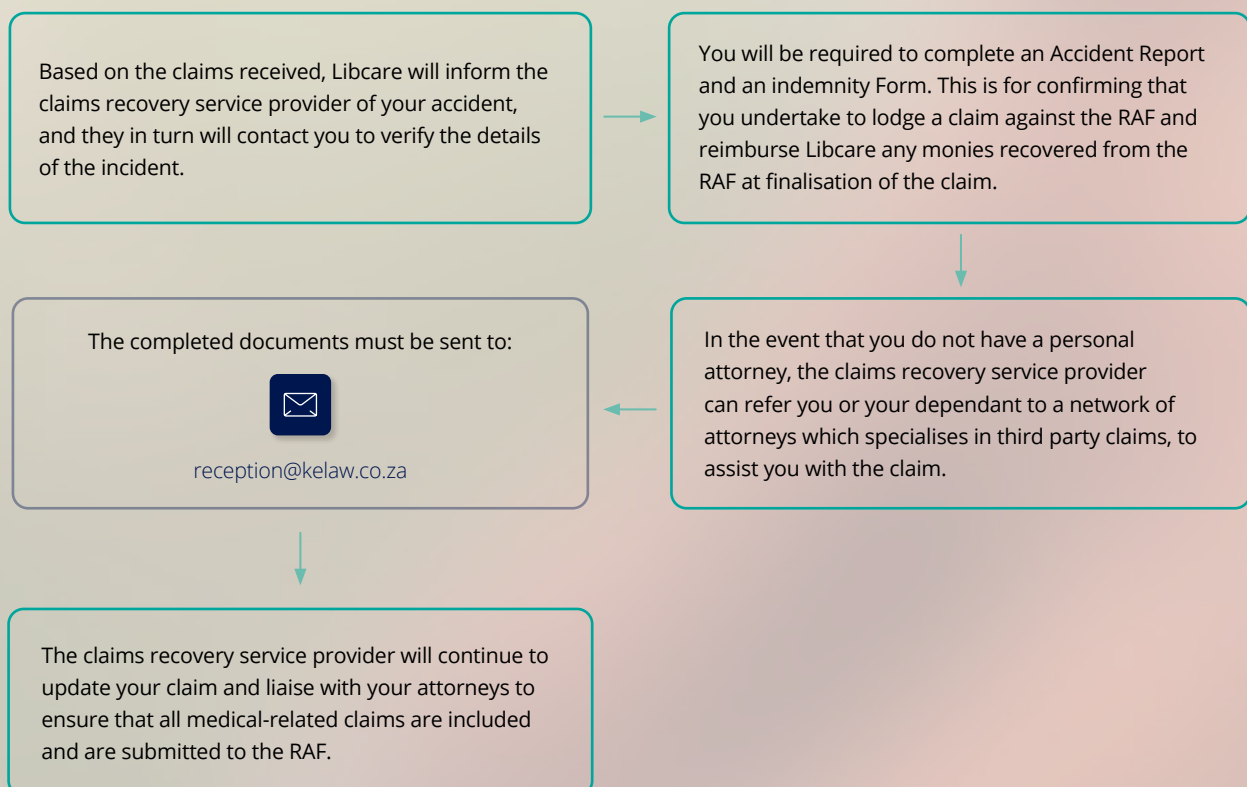 Based on the claims received, Libcare will inform the
claims recovery service provider of your accident,
and they in turn will contact you to verify the details
of the incident.
You will be required to complete an Accident Report
and an indemnity Form. This is for confirming that
you undertake to lodge a claim against the RAF and
reimburse Libcare any monies recovered from the
RAF at finalisation of the claim.
In the event that you do not have a personal
attorney, the claims recovery service provider
can refer you or your dependant to a network of
attorneys which specialises in third party claims, to
assist you with the claim.
The completed documents must be sent to:
reception@kelaw.co.za
The claims recovery service provider will continue to
update your claim and liaise with your attorneys to
ensure that all medical-related claims are included
and are submitted to the RAF.